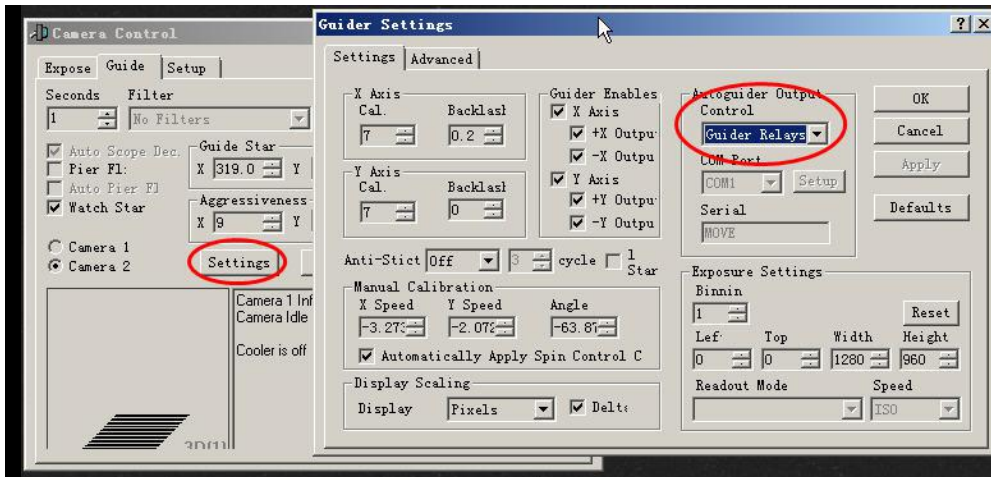 Camera Control
Expose Guide Setup
Seconds Filter
1 No Filters
Auto Scope Dec.
Pier Fl:
Auto Pier Fl
Watch Star
Guide Star
X 319.0 Y
Aggressiveness
X 9 Y
Camera 1
Camera 2
Settings
Camera 1 Inf
Camera Idle
Cooler is off
Guider Settings
Settings Advanced
X Axis
Cal. Backlasl
7 0.2
Y Axis
Cal. Backlasl
7 0
Guider Enables
X Axis
+X Outpu
-X Outpu
Y Axis
+Y Outpu
-Y Outpu
Anti-Stict Off 3 cycle 1
Star
Manual Calibration
X Speed Y Speed Angle
-3.273 -2.072 -63.87
Automatically Apply Spin Control C
Display Scaling
Display Pixels Delt
Autoguider Output
Control
Guider Relays
COM Port
COM1 Setup
Serial
MOVE
Exposure Settings
Binnin
1 Reset
Lef Top Width Height
0 0 1280 960
Readout Mode Speed
ISO
OK
Cancel
Apply
Defaults